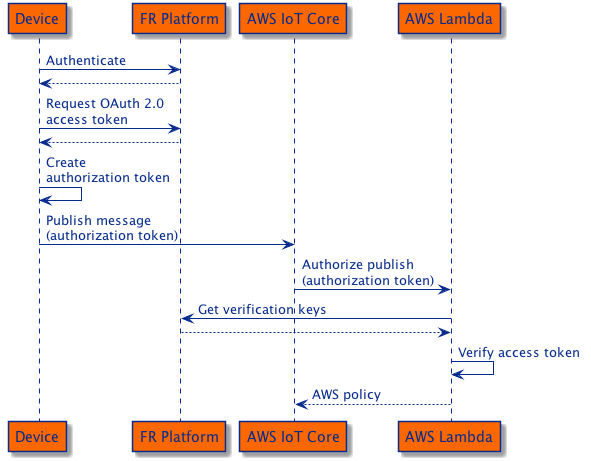 Device
FR Platform
AWS IoT Core
AWS Lambda
Authenticate
Request OAuth 2.0
access token
Create
authorization token
Publish message
(authorization token)
Authorize publish
(authorization token)
Get verification keys
Verify access token
AWS policy
Device
FR Platform
AWS IoT Core
AWS Lambda